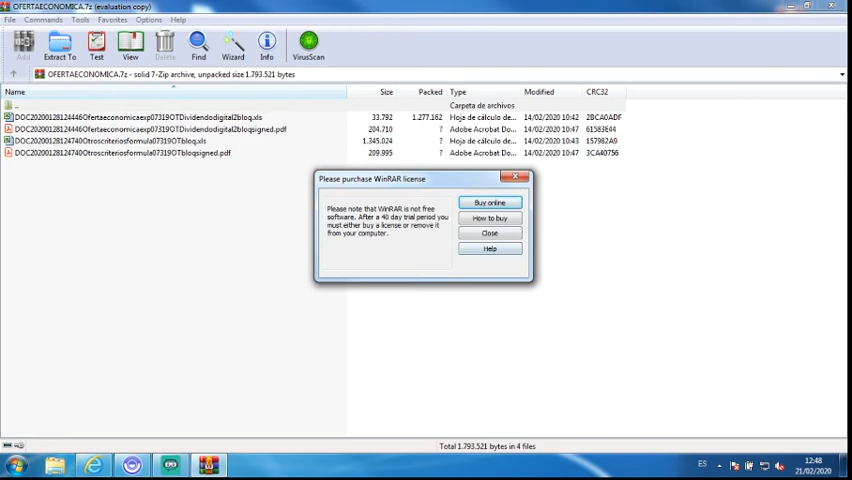 OFERTAECONOMICA.7z (evaluation copy)
File Commands Tools Favorites Options Help
Add Extract To Test View Delete Find Wizard Info VirusScan
OFERTAECONOMICA.7z - solid 7-Zip archive, unpacked size 1.793.521 bytes
Name Size Packed Type Modified CRC32
.. Carpeta de archivos
DOC20200128124446Ofertaeconomicaexp07319OTDividendodigital2bloq.xls 33.792 1.277.162 Hoja de cálculo de... 14/02/2020 10:42 2BCA0ADF
DOC20200128124446Ofertaeconomicaexp07319OTDividendodigital2bloqsigned.pdf 204.710 ? Adobe Acrobat Do... 14/02/2020 10:47 61583E44
DOC20200128124740Otroscriteriosformula07319OTbloq.xls 1.345.024 ? Hoja de cálculo de... 14/02/2020 10:43 157982A9
DOC20200128124740Otroscriteriosformula07319OTbloqsigned.pdf 209.995 ? Adobe Acrobat Do... 14/02/2020 10:47 3CA40756
Please purchase WinRAR license
Please note that WinRAR is not free
software. After a 40 day trial period you
must either buy a license or remove it
from your computer.
Buy online
How to buy
Close
Help
Total 1.793.521 bytes in 4 files
ES
12:48
21/02/2020